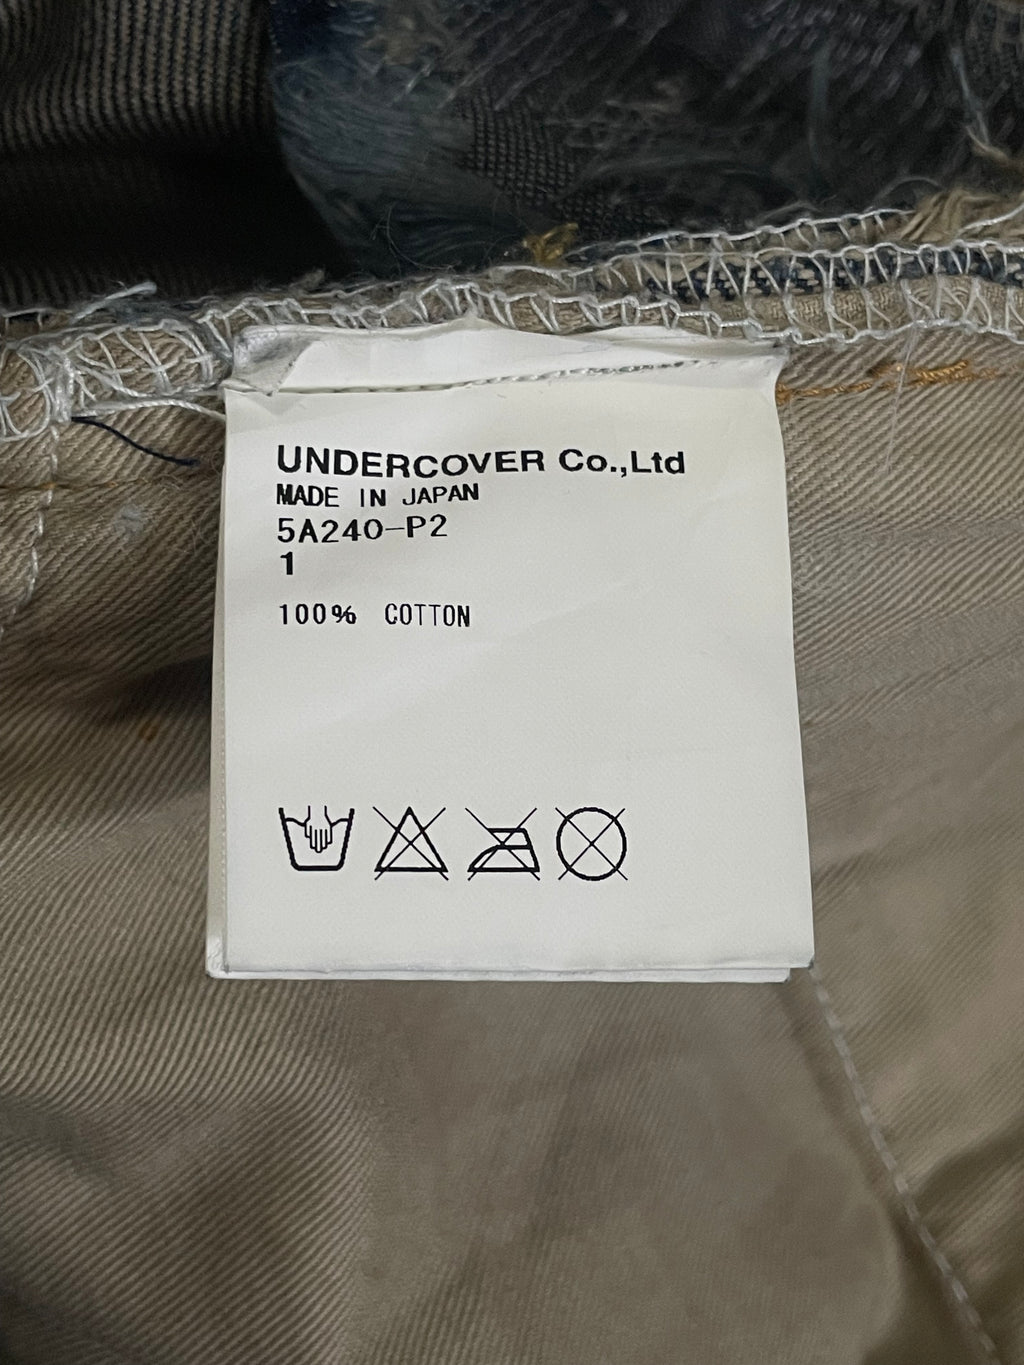 UNDERCOVER Co.,Ltd
MADE IN JAPAN
5A240-P2
1
100% COTTON